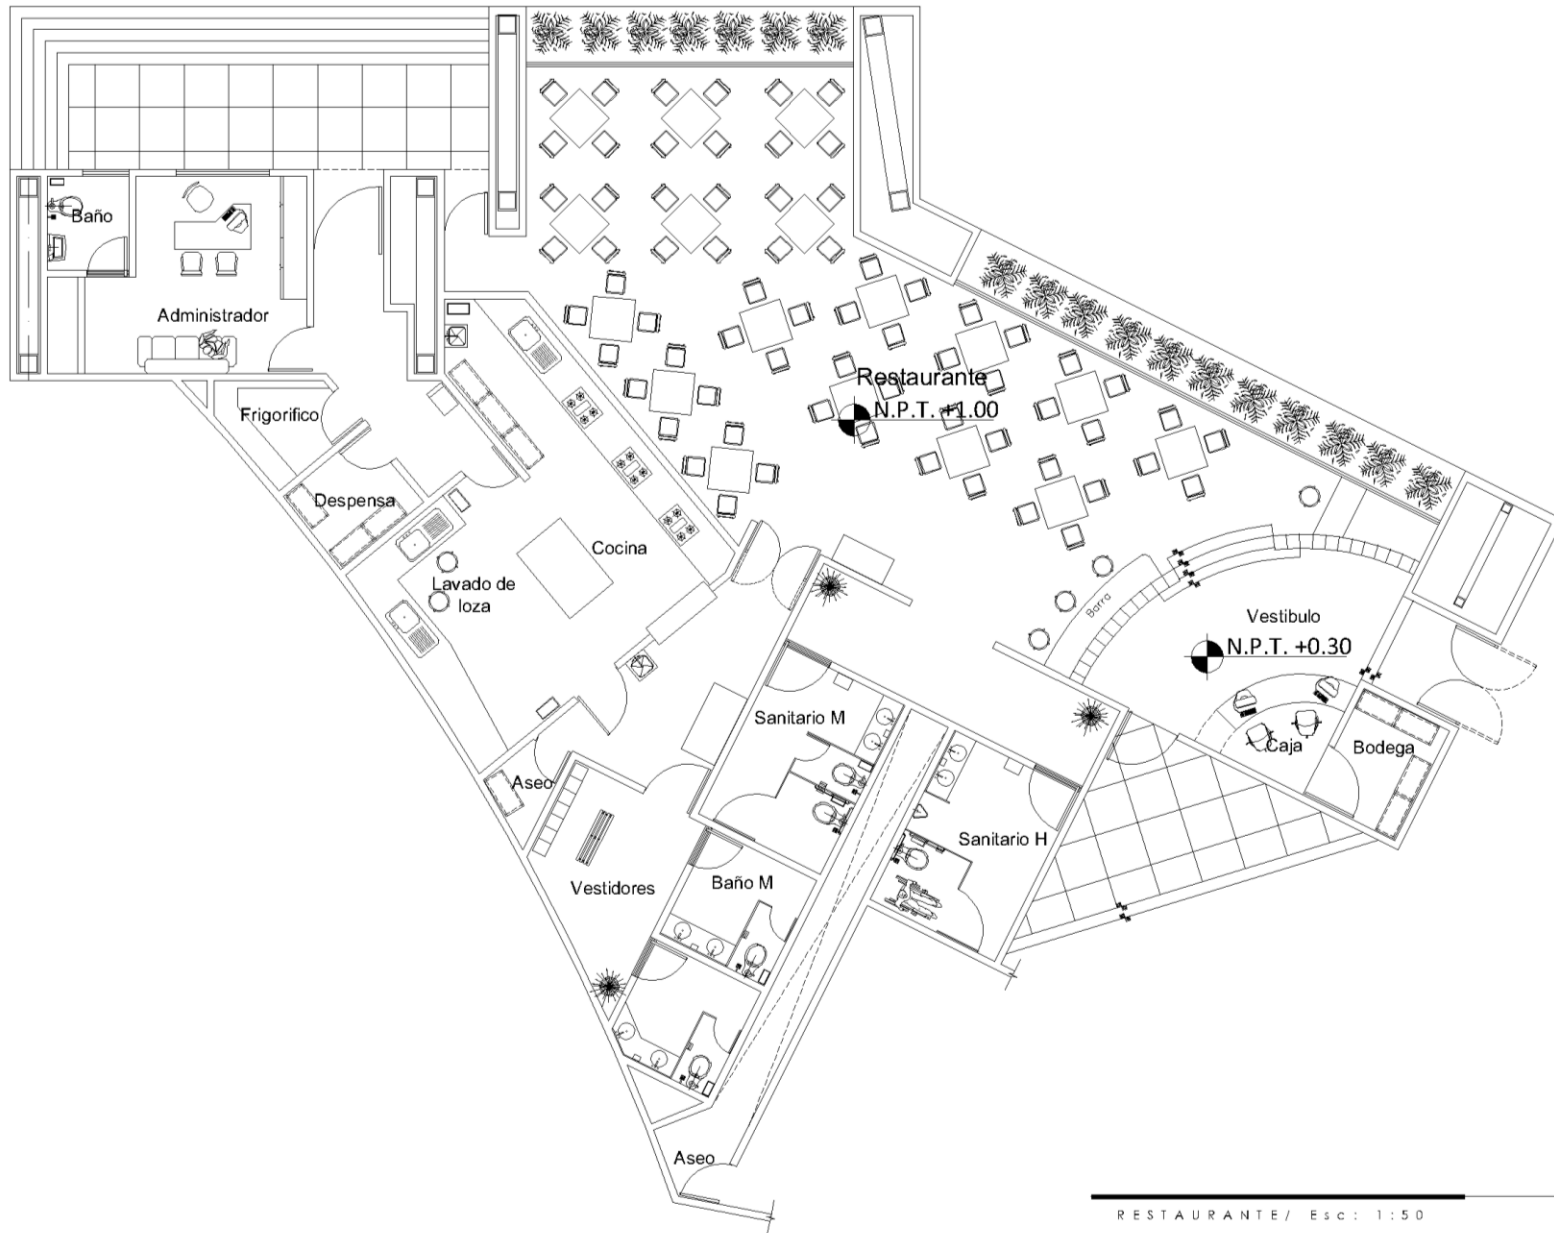 Baño
Administrador
Frigorifico
Despensa
Restaurante
N.P.T. +1.00
Cocina
Lavado de
loza
Barra
Vestibulo
N.P.T. +0.30
Sanitario M
Caja
Bodega
Aseo
Sanitario H
Vestidores
Baño M
Aseo
RESTAURANTE/ Esc: 1:50